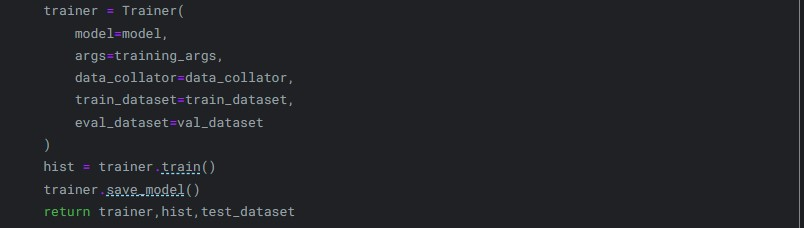 trainer = Trainer(
    model=model,
    args=training_args,
    data_collator=data_collator,
    train_dataset=train_dataset,
    eval_dataset=val_dataset
)
hist = trainer.train()
trainer.save_model()
return trainer,hist,test_dataset